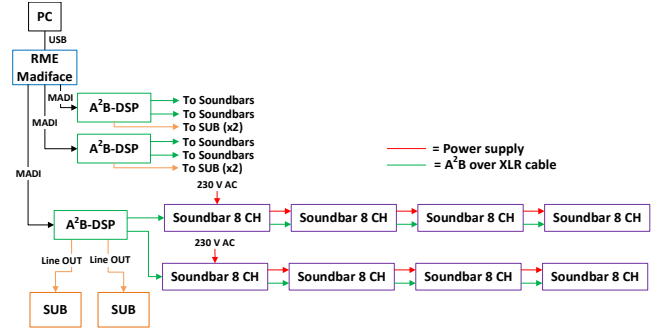 PC
USB
RME
Madiface
MADI
A²B-DSP
To Soundbars
To Soundbars
To SUB (x2)
MADI
A²B-DSP
To Soundbars
To Soundbars
To SUB (x2)
= Power supply
= A²B over XLR cable
MADI
230 V AC
A²B-DSP
Soundbar 8 CH
Soundbar 8 CH
Soundbar 8 CH
Soundbar 8 CH
230 V AC
Line OUT
Line OUT
Soundbar 8 CH
Soundbar 8 CH
Soundbar 8 CH
Soundbar 8 CH
SUB
SUB